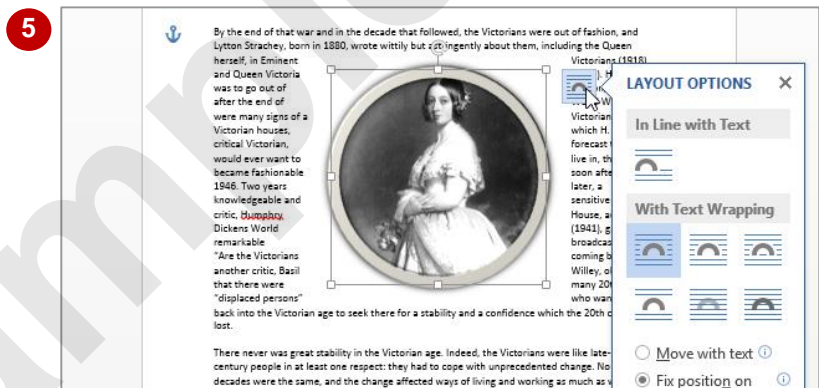 5
By the end of that war and in the decade that followed, the Victorians were out of fashion, and
Lytton Strachey, born in 1880, wrote wittily but astringently about them, including the Queen
herself, in Eminent Victorians (1918)
and Queen Victoria
was to go out of
after the end of
were many signs of a Victorian
Victorian houses, which H.
critical Victorian, forecast
would ever want to live in, th
became fashionable soon afte
1946. Two years later, a
knowledgeable and sensitive
critic, Humphry House, a
Dickens World (1941), g
remarkable broadcas
"Are the Victorians coming b
another critic, Basil Willey, o
that there were many 20t
"displaced persons" who wan
back into the Victorian age to seek there for a stability and a confidence which the 20th c
lost.
There never was great stability in the Victorian age. Indeed, the Victorians were like late-
century people in at least one respect: they had to cope with unprecedented change. No
decades were the same, and the change affected ways of living and working as much as
LAYOUT OPTIONS
In Line with Text
With Text Wrapping
Move with text
Fix position on
Sample